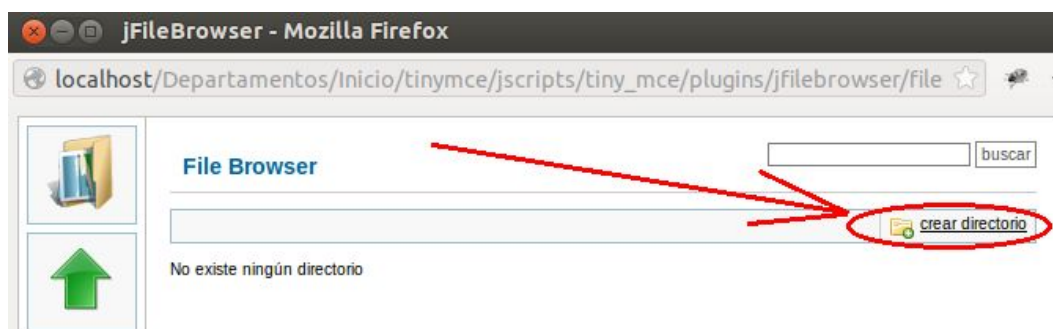 jFileBrowser - Mozilla Firefox
localhost/Departamentos/Inicio/tinymce/jscripts/tiny_mce/plugins/jfilebrowser/file
File Browser
buscar
crear directorio
No existe ningún directorio